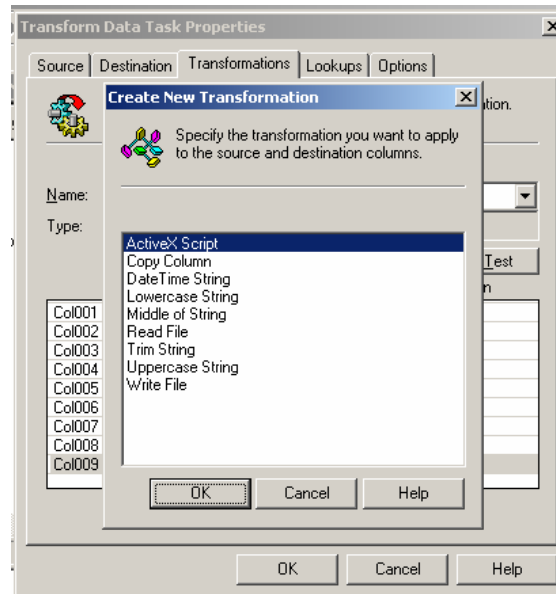 Transform Data Task Properties
Source Destination Transformations Lookups Options
Create New Transformation
Specify the transformation you want to apply
to the source and destination columns.
ation.
Name:
Type:
ActiveX Script
Copy Column
DateTime String
Lowercase String
Middle of String
Read File
Trim String
Uppercase String
Write File
Test
n
Col001
Col002
Col003
Col004
Col005
Col006
Col007
Col008
Col009
OK Cancel Help
OK Cancel Help